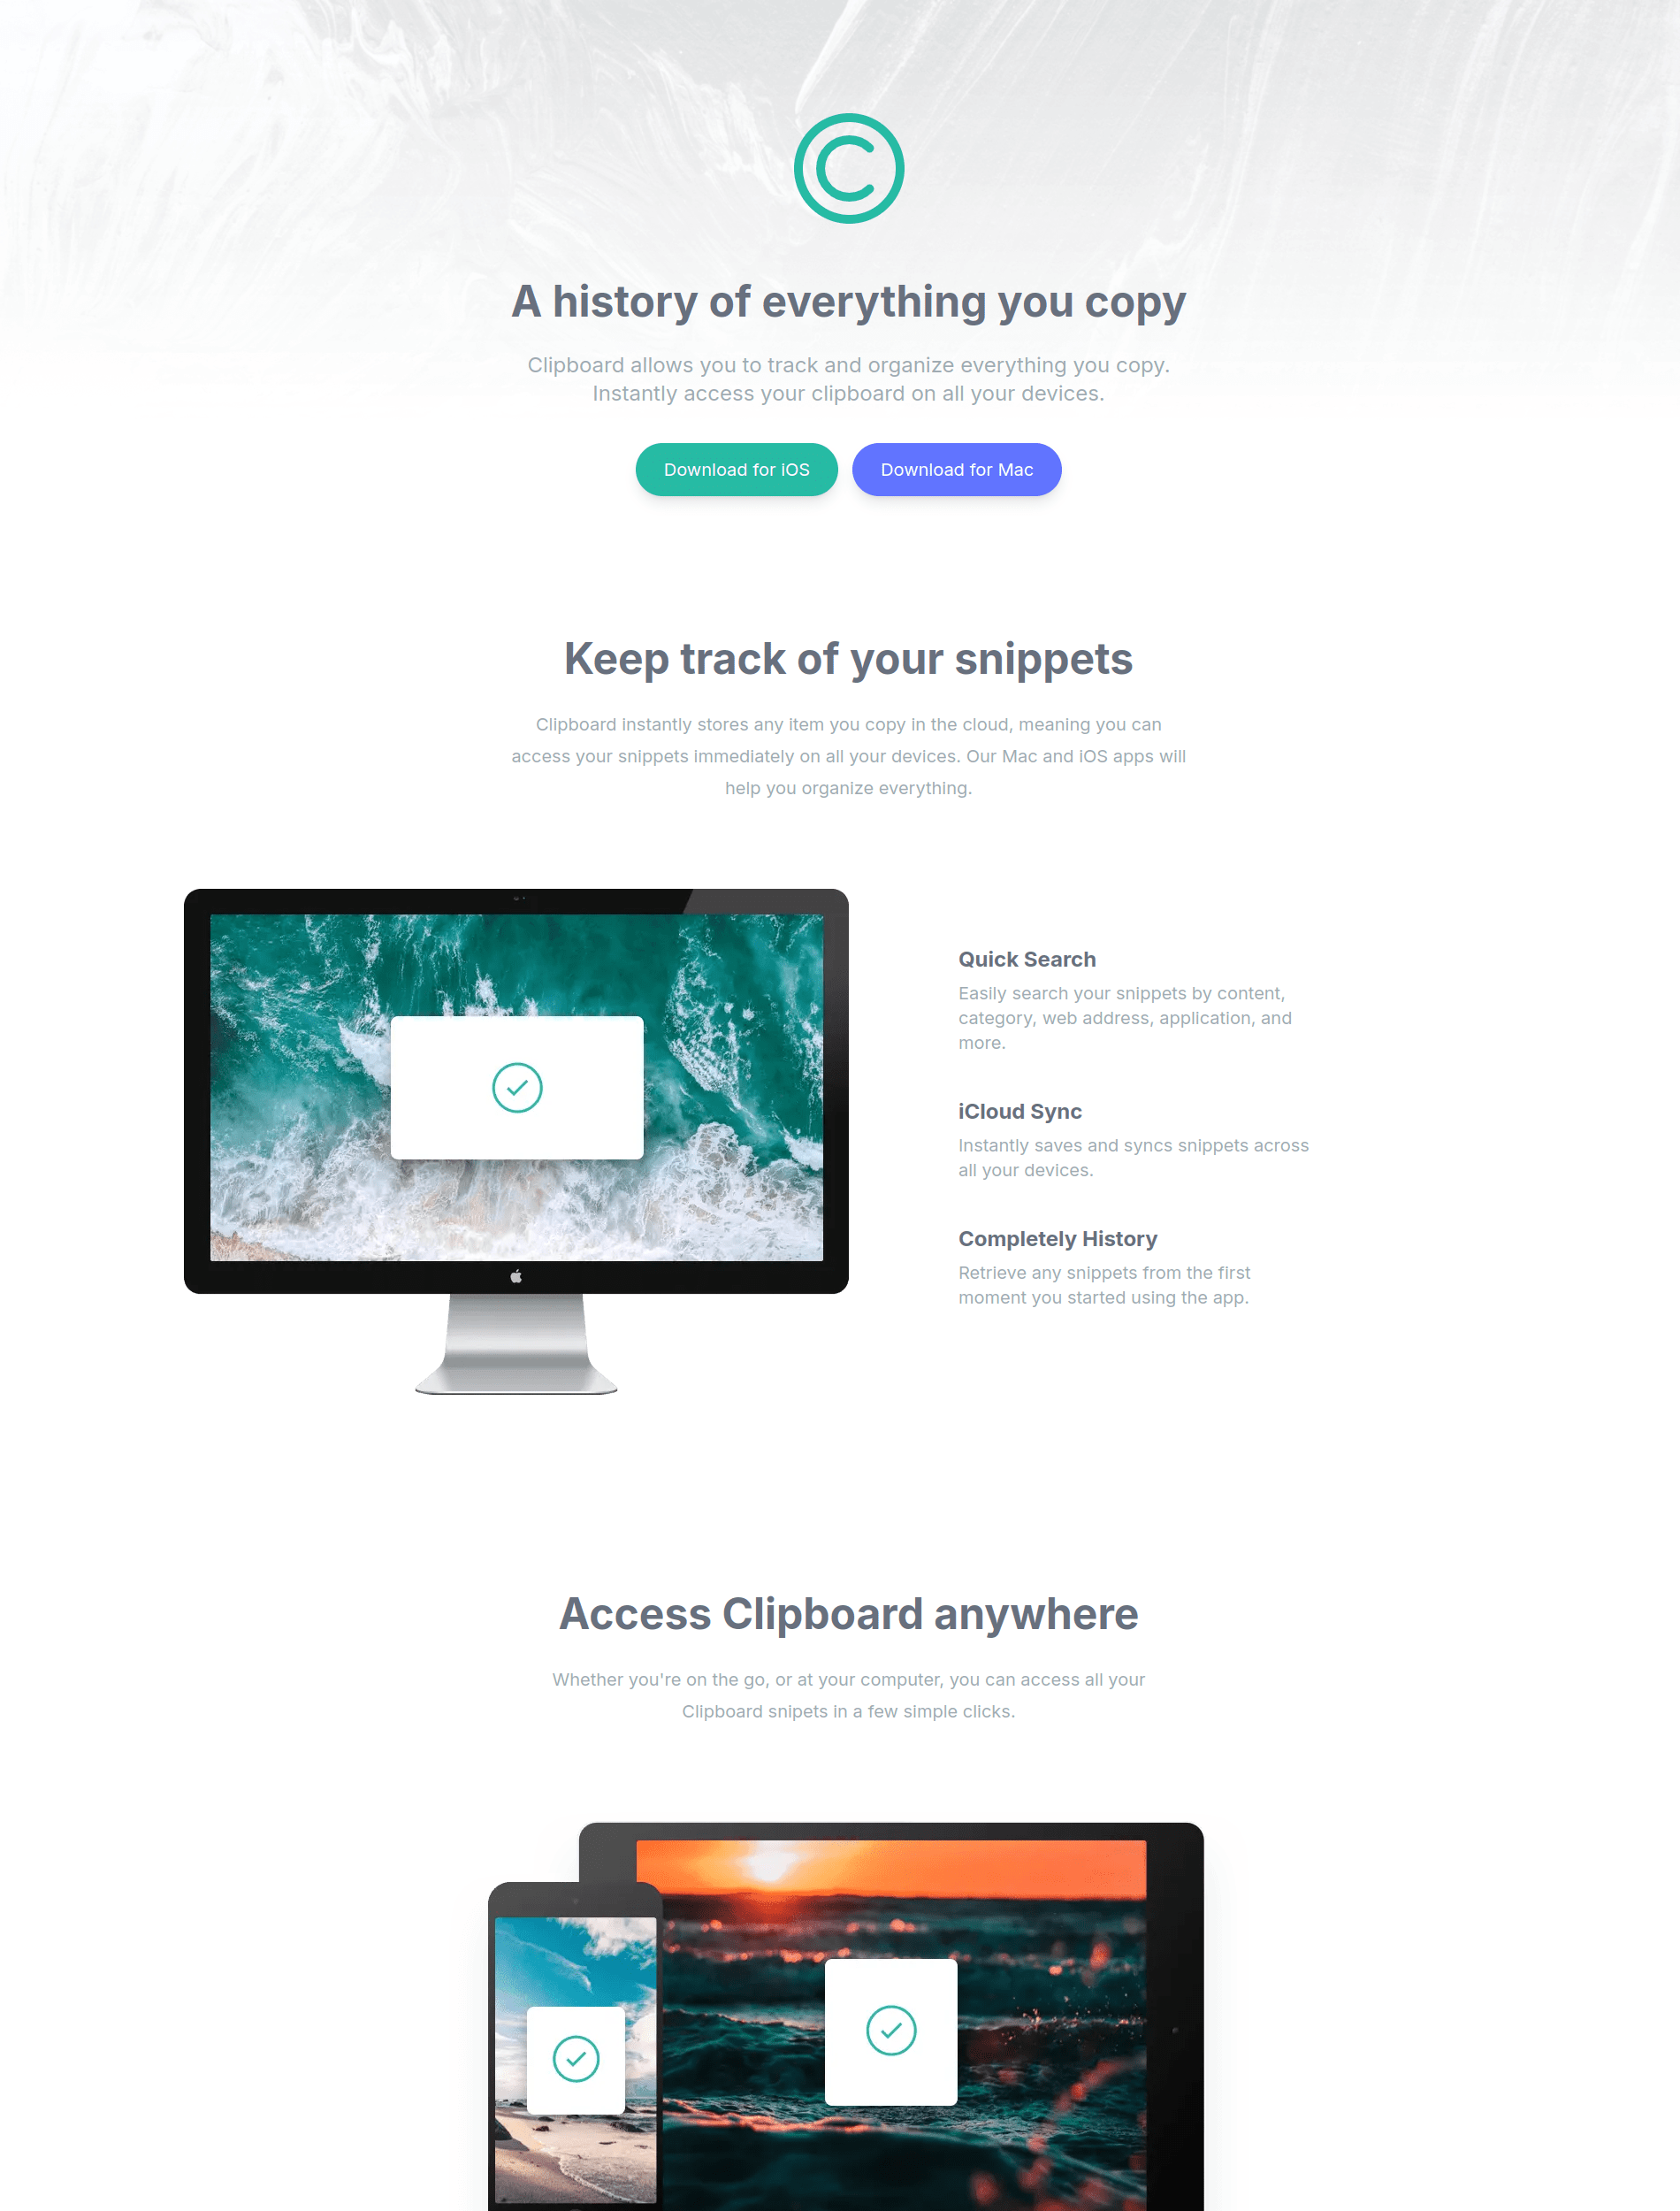 C
A history of everything you copy
Clipboard allows you to track and organize everything you copy.
Instantly access your clipboard on all your devices.
Download for iOS
Download for Mac
Keep track of your snippets
Clipboard instantly stores any item you copy in the cloud, meaning you can
access your snippets immediately on all your devices. Our Mac and iOS apps will
help you organize everything.
Quick Search
Easily search your snippets by content,
category, web address, application, and
more.
iCloud Sync
Instantly saves and syncs snippets across
all your devices.
Completely History
Retrieve any snippets from the first
moment you started using the app.
Access Clipboard anywhere
Whether you're on the go, or at your computer, you can access all your
Clipboard snipets in a few simple clicks.